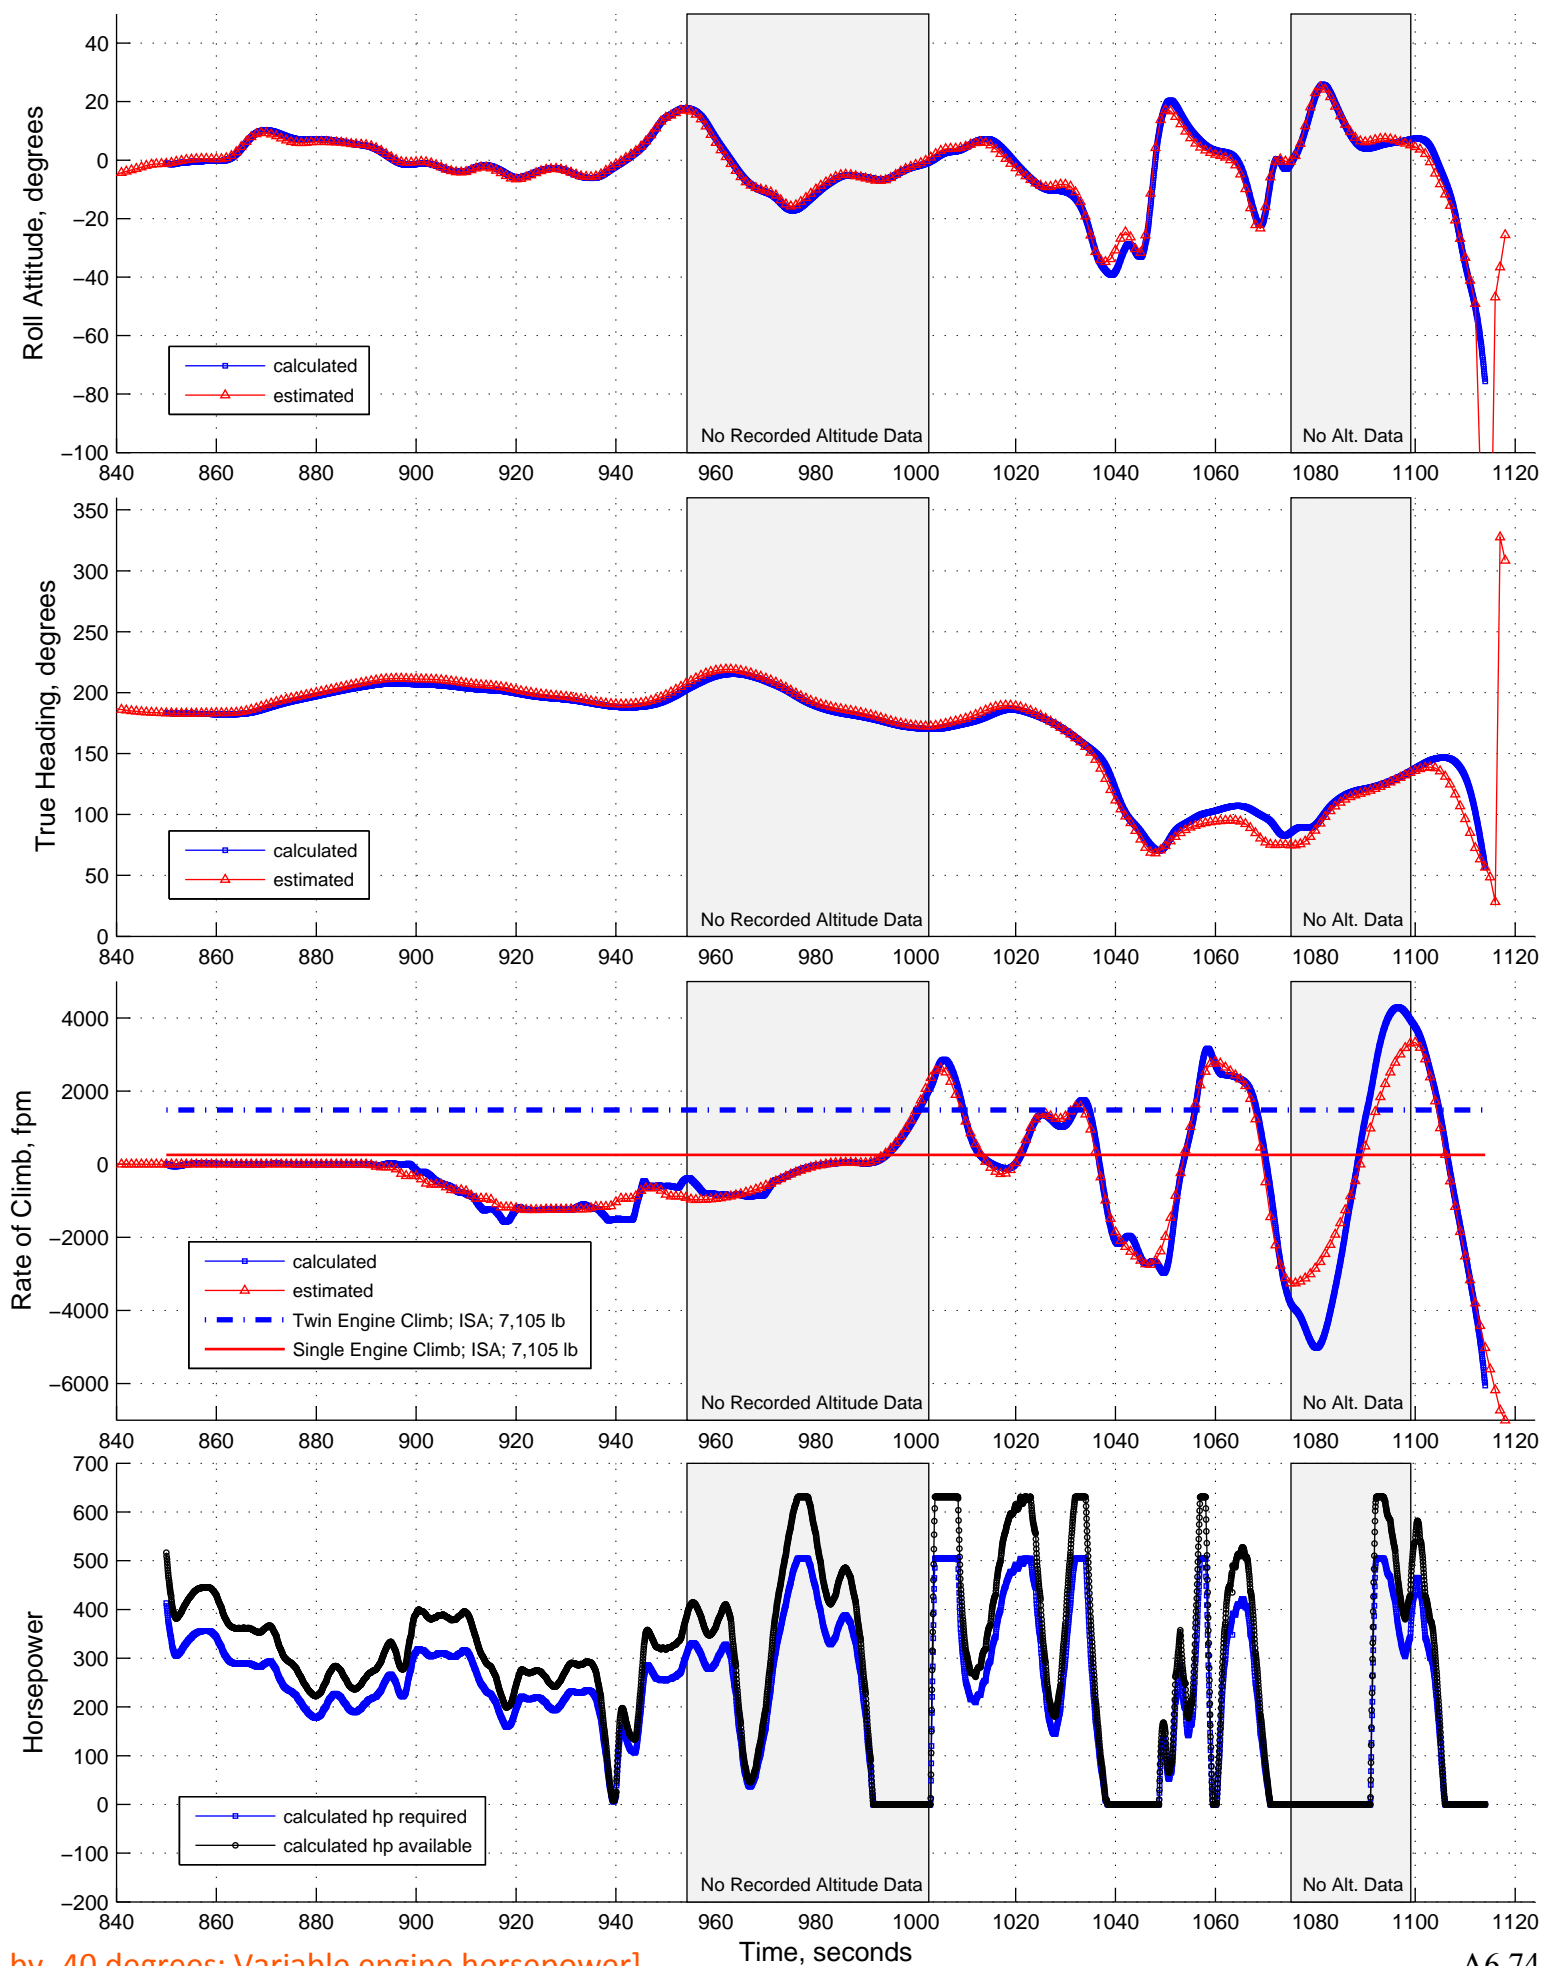 40
20
0
−20
−40
−60
−80
−100
Roll Attitude, degrees
calculated
estimated
No Recorded Altitude Data
No Alt. Data
840 860 880 900 920 940 960 980 1000 1020 1040 1060 1080 1100 1120
350
300
250
200
150
100
50
0
True Heading, degrees
calculated
estimated
No Recorded Altitude Data
No Alt. Data
840 860 880 900 920 940 960 980 1000 1020 1040 1060 1080 1100 1120
4000
2000
0
−2000
−4000
−6000
Rate of Climb, fpm
calculated
estimated
Twin Engine Climb; ISA; 7,105 lb
Single Engine Climb; ISA; 7,105 lb
No Recorded Altitude Data
No Alt. Data
840 860 880 900 920 940 960 980 1000 1020 1040 1060 1080 1100 1120
700
600
500
400
300
200
100
0
−100
−200
Horsepower
calculated hp required
calculated hp available
No Recorded Altitude Data
No Alt. Data
840 860 880 900 920 940 960 980 1000 1020 1040 1060 1080 1100 1120
Time, seconds
by -40 degrees; Variable engine horsepower]
A6 74